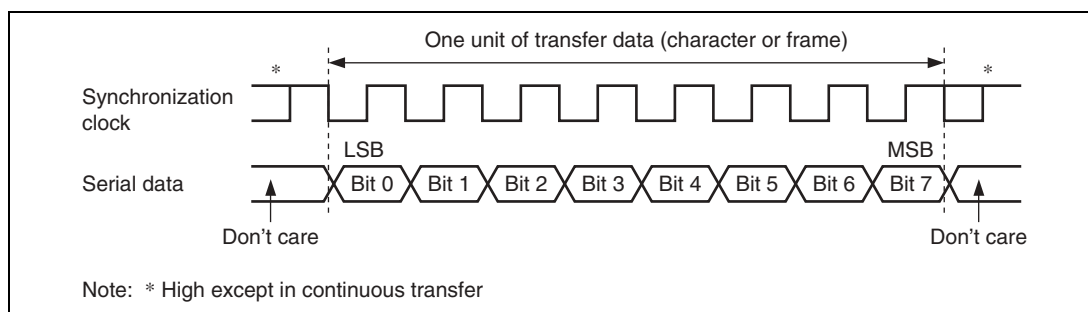 One unit of transfer data (character or frame)
* *
Synchronization
clock
LSB MSB
Serial data Bit 0 Bit 1 Bit 2 Bit 3 Bit 4 Bit 5 Bit 6 Bit 7
Don't care Don't care
Note: * High except in continuous transfer